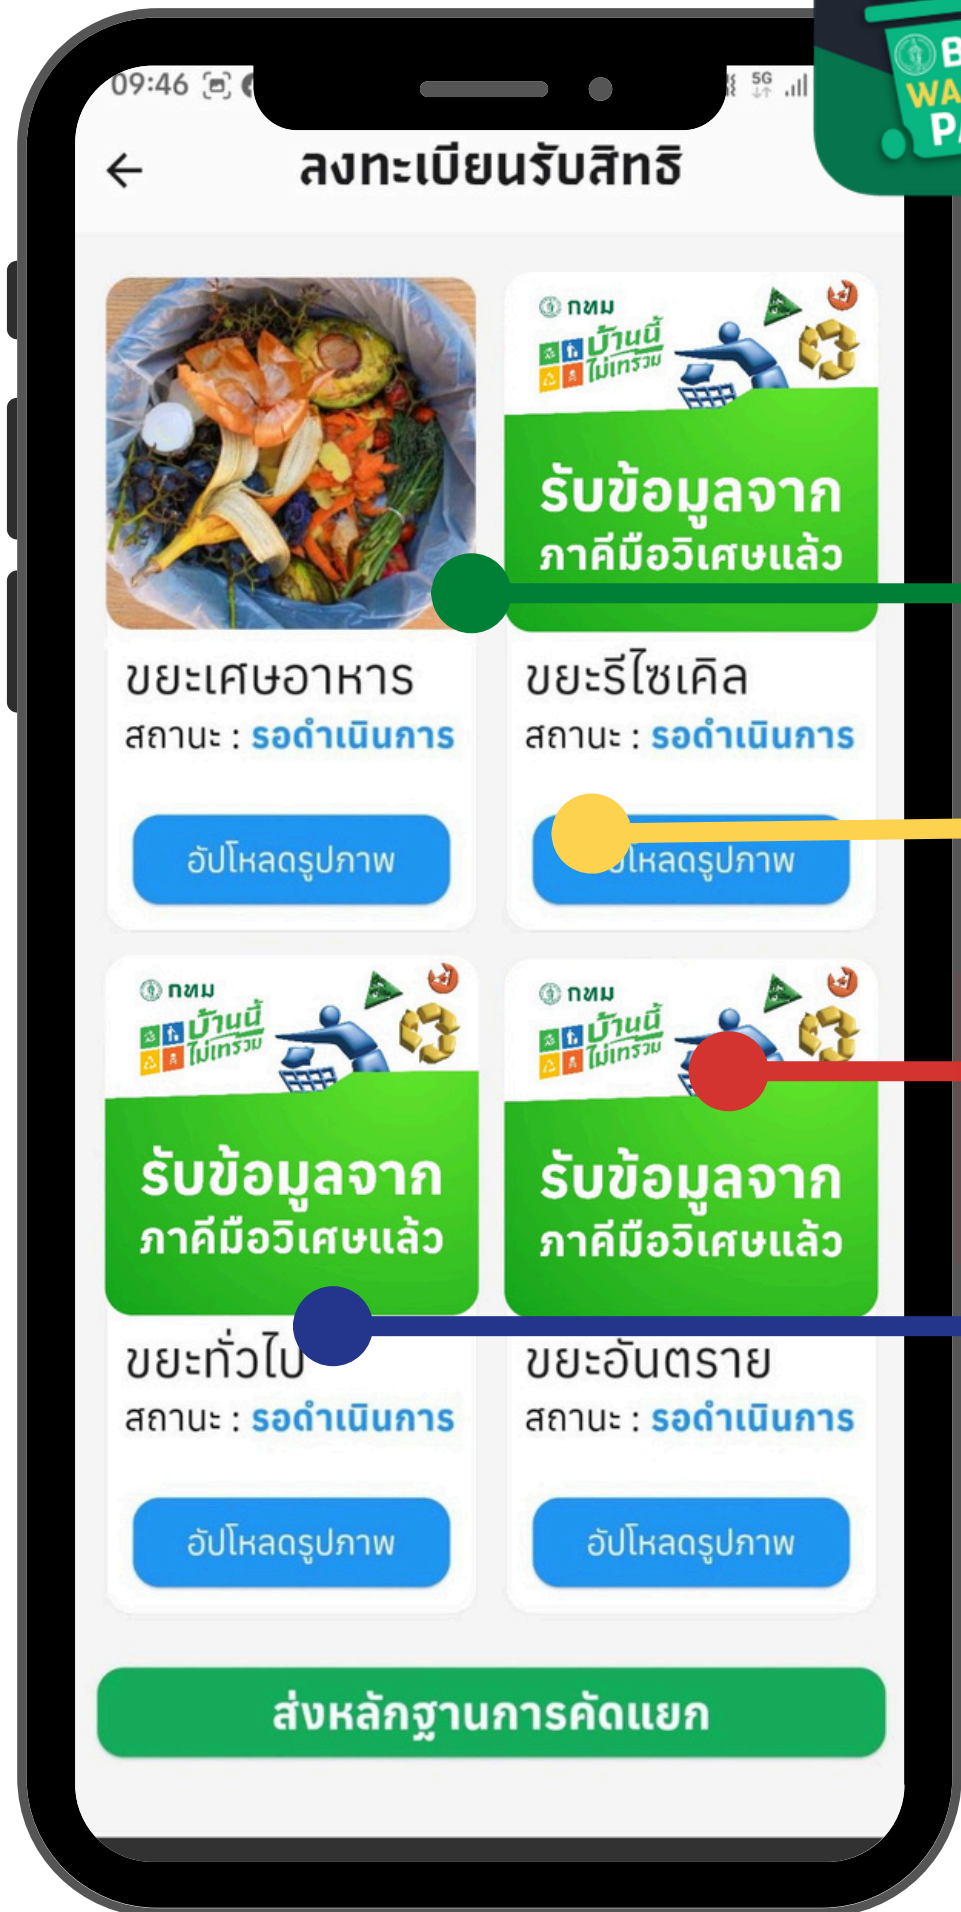 09:46
5G
B
WA
PA
ลงทะเบียนรับสิทธิ
กทม
บ้านนี้
ไม่เทรวม
รับข้อมูลจาก
ภาคีมือวิเศษแล้ว
ขยะเศษอาหาร
สถานะ : รอดำเนินการ
อัปโหลดรูปภาพ
ขยะรีไซเคิล
สถานะ : รอดำเนินการ
โหลดรูปภาพ
กทม
บ้านนี้
ไม่เทรวม
รับข้อมูลจาก
ภาคีมือวิเศษแล้ว
กทม
บ้านนี้
ไม่เทรวม
รับข้อมูลจาก
ภาคีมือวิเศษแล้ว
ขยะทั่วไป
สถานะ : รอดำเนินการ
อัปโหลดรูปภาพ
ขยะอันตราย
สถานะ : รอดำเนินการ
อัปโหลดรูปภาพ
ส่งหลักฐานการคัดแยก